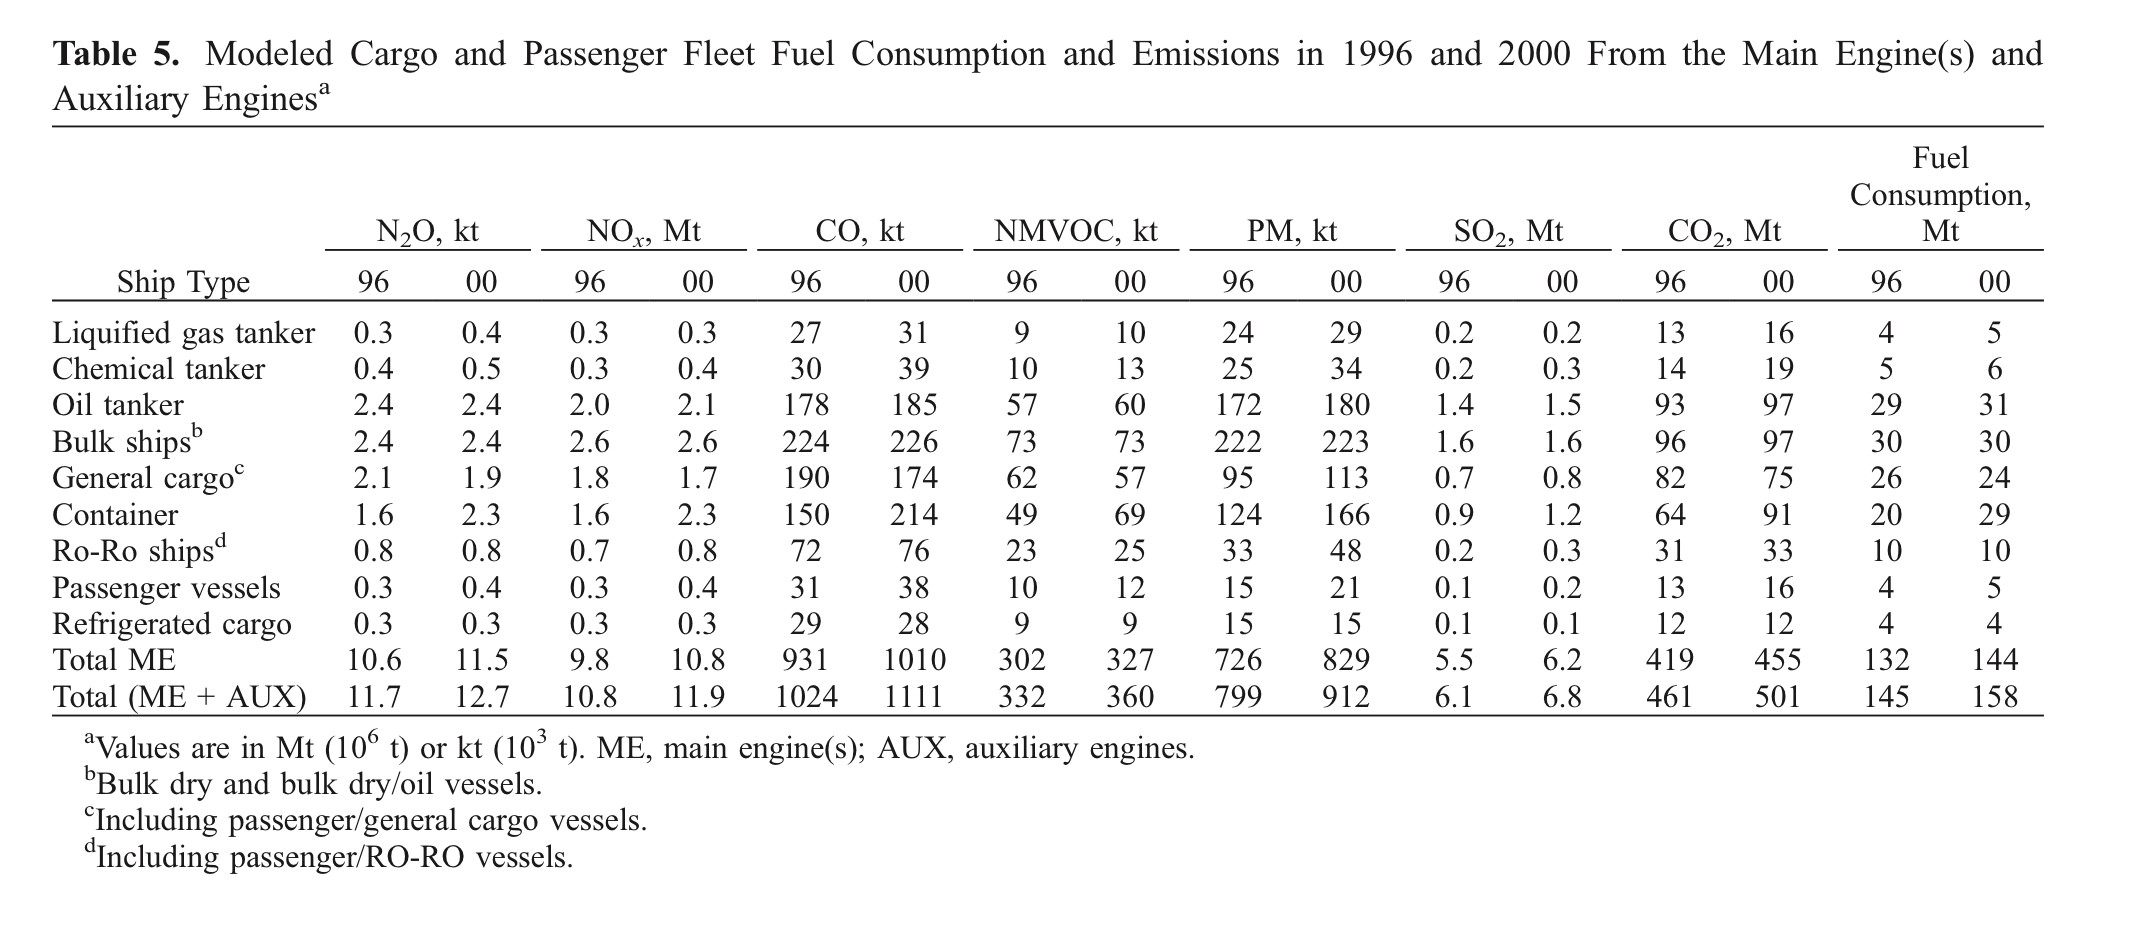 Table 5. Modeled Cargo and Passenger Fleet Fuel Consumption and Emissions in 1996 and 2000 From the Main Engine(s) and
Auxiliary Enginesᵃ
Fuel
Consumption,
N₂O, kt NOₓ, Mt CO, kt NMVOC, kt PM, kt SO₂, Mt CO₂, Mt Mt
Ship Type 96 00 96 00 96 00 96 00 96 00 96 00 96 00 96 00
Liquified gas tanker 0.3 0.4 0.3 0.3 27 31 9 10 24 29 0.2 0.2 13 16 4 5
Chemical tanker 0.4 0.5 0.3 0.4 30 39 10 13 25 34 0.2 0.3 14 19 5 6
Oil tanker 2.4 2.4 2.0 2.1 178 185 57 60 172 180 1.4 1.5 93 97 29 31
Bulk shipsᵇ 2.4 2.4 2.6 2.6 224 226 73 73 222 223 1.6 1.6 96 97 30 30
General cargoᶜ 2.1 1.9 1.8 1.7 190 174 62 57 95 113 0.7 0.8 82 75 26 24
Container 1.6 2.3 1.6 2.3 150 214 49 69 124 166 0.9 1.2 64 91 20 29
Ro-Ro shipsᵈ 0.8 0.8 0.7 0.8 72 76 23 25 33 48 0.2 0.3 31 33 10 10
Passenger vessels 0.3 0.4 0.3 0.4 31 38 10 12 15 21 0.1 0.2 13 16 4 5
Refrigerated cargo 0.3 0.3 0.3 0.3 29 28 9 9 15 15 0.1 0.1 12 12 4 4
Total ME 10.6 11.5 9.8 10.8 931 1010 302 327 726 829 5.5 6.2 419 455 132 144
Total (ME + AUX) 11.7 12.7 10.8 11.9 1024 1111 332 360 799 912 6.1 6.8 461 501 145 158
ᵃValues are in Mt (10⁶ t) or kt (10³ t). ME, main engine(s); AUX, auxiliary engines.
ᵇBulk dry and bulk dry/oil vessels.
ᶜIncluding passenger/general cargo vessels.
ᵈIncluding passenger/RO-RO vessels.